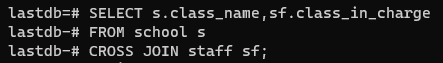 lastdb=# SELECT s.class_name,sf.class_in_charge
lastdb-# FROM school s
lastdb-# CROSS JOIN staff sf;